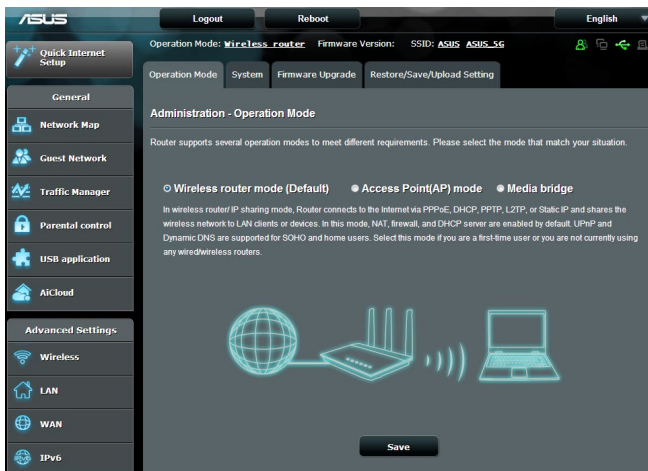 ASUS
Logout
Reboot
English
Quick Internet
Setup
Operation Mode: Wireless router Firmware Version: SSID: ASUS ASUS_5G
Operation Mode
System
Firmware Upgrade
Restore/Save/Upload Setting
General
Network Map
Guest Network
Traffic Manager
Parental control
USB application
AiCloud
Advanced Settings
Wireless
LAN
WAN
IPv6
IPv6
Administration - Operation Mode
Router supports several operation modes to meet different requirements. Please select the mode that match your situation.
Wireless router mode (Default)
Access Point(AP) mode
Media bridge
In wireless router/ IP sharing mode, Router connects to the Internet via PPPoE, DHCP, PPTP, L2TP, or Static IP and shares the
wireless network to LAN clients or devices. In this mode, NAT, firewall, and DHCP server are enabled by default. UPnP and
Dynamic DNS are supported for SOHO and home users. Select this mode if you are a first-time user or you are not currently using
any wired/wireless routers.
Save